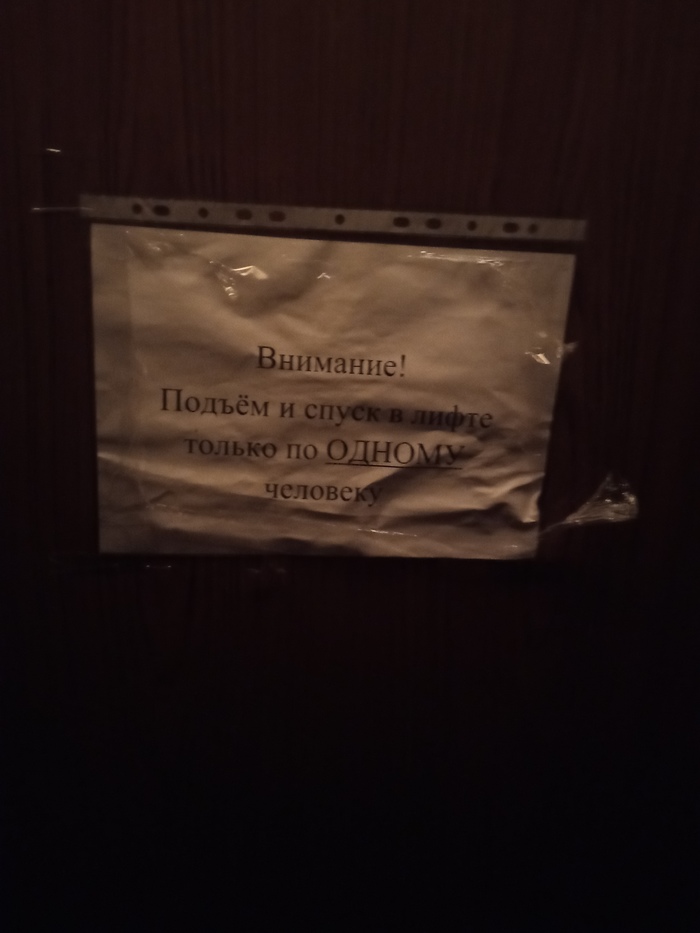 Внимание!
Подъём и спуск в лифте
только по ОДНОМУ
человеку